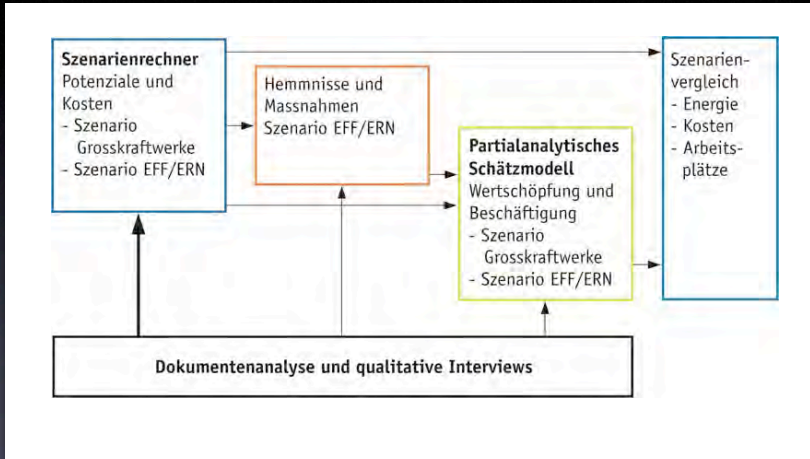 Szenarienrechner
Potenziale und
Kosten
- Szenario
Grosskraftwerke
- Szenario EFF/ERN
Hemmnisse und
Massnahmen
Szenario EFF/ERN
Partialanalytisches
Schätzmodell
Wertschöpfung und
Beschäftigung
- Szenario
Grosskraftwerke
- Szenario EFF/ERN
Szenarien-
vergleich
- Energie
- Kosten
- Arbeits-
plätze
Dokumentenanalyse und qualitative Interviews